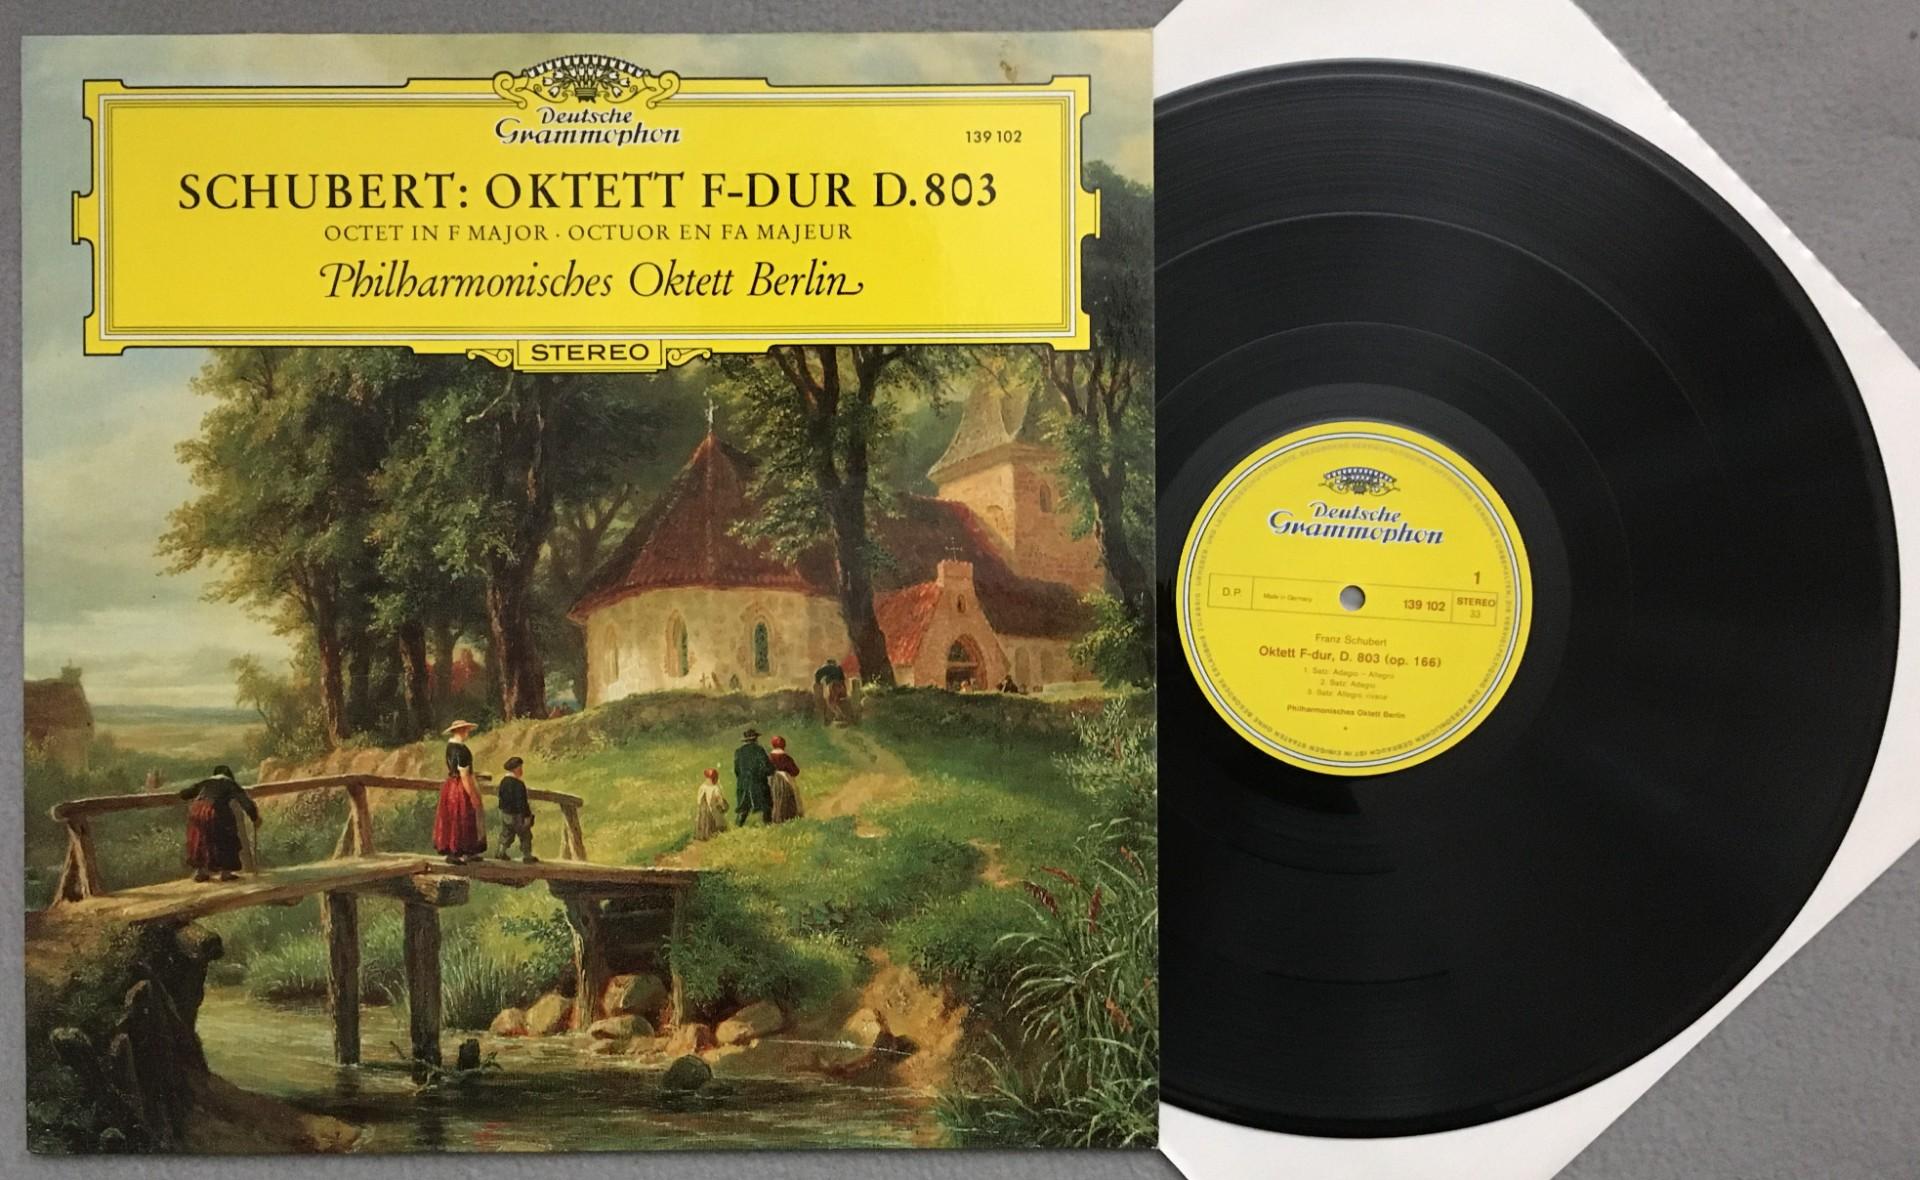 Deutsche
Grammophon
139 102
SCHUBERT: OKTETT F-DUR D.803
OCTET IN F MAJOR · OCTUOR EN FA MAJEUR
Philharmonisches Oktett Berlin
STEREO
Deutsche
Grammophon
1
D.P.
Made in Germany
139 102
STEREO
33
Franz Schubert
Oktett F-dur, D. 803 (op. 166)
1. Satz: Adagio – Allegro
2. Satz: Adagio
3. Satz: Allegro vivace
Philharmonisches Oktett Berlin